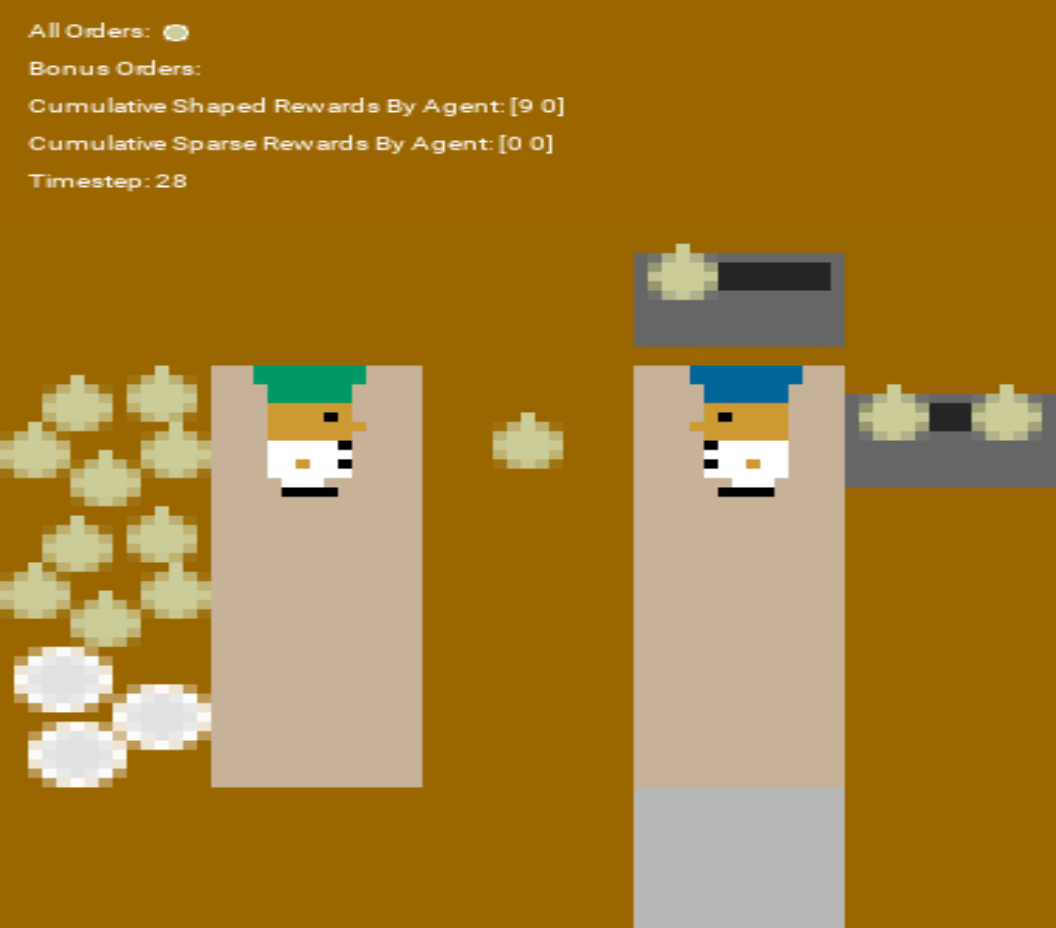 All Orders:
Bonus Orders:
Cumulative Shaped Rewards By Agent: [9 0]
Cumulative Sparse Rewards By Agent: [0 0]
Timestep: 28